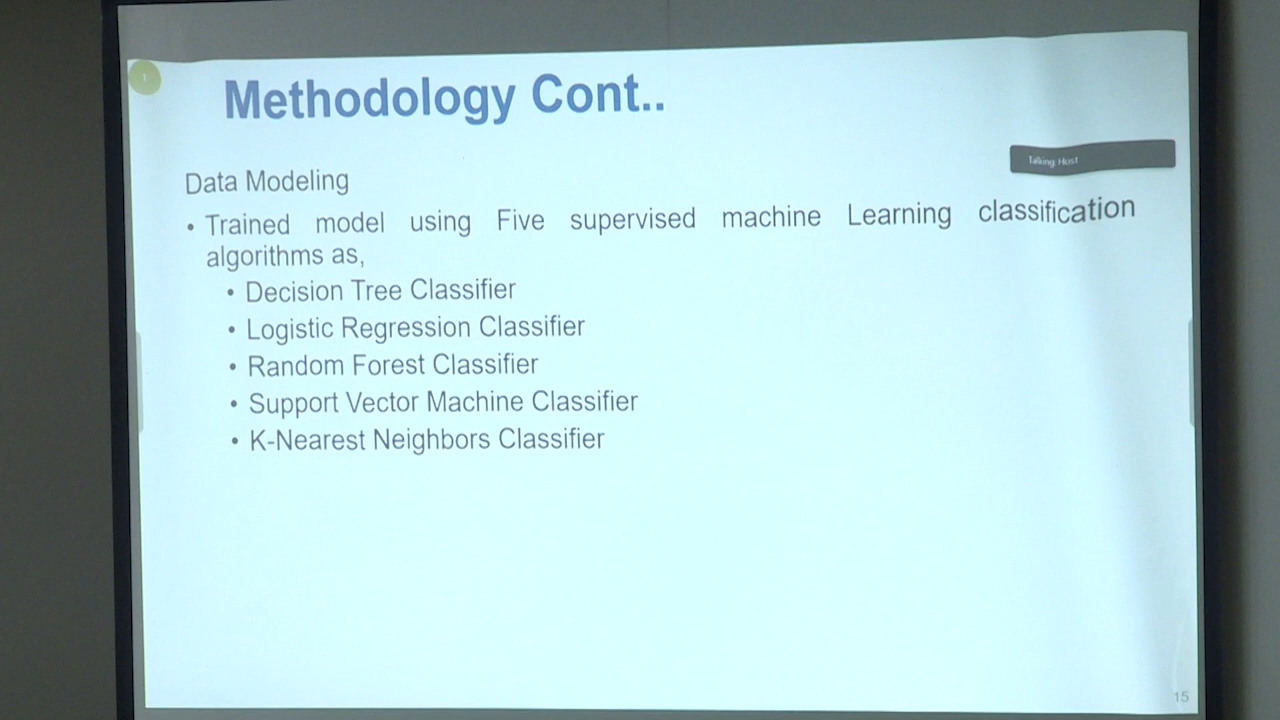 1
Methodology Cont..
Talking: Host
Data Modeling
• Trained model using Five supervised machine Learning classification
algorithms as,
• Decision Tree Classifier
• Logistic Regression Classifier
• Random Forest Classifier
• Support Vector Machine Classifier
• K-Nearest Neighbors Classifier
15